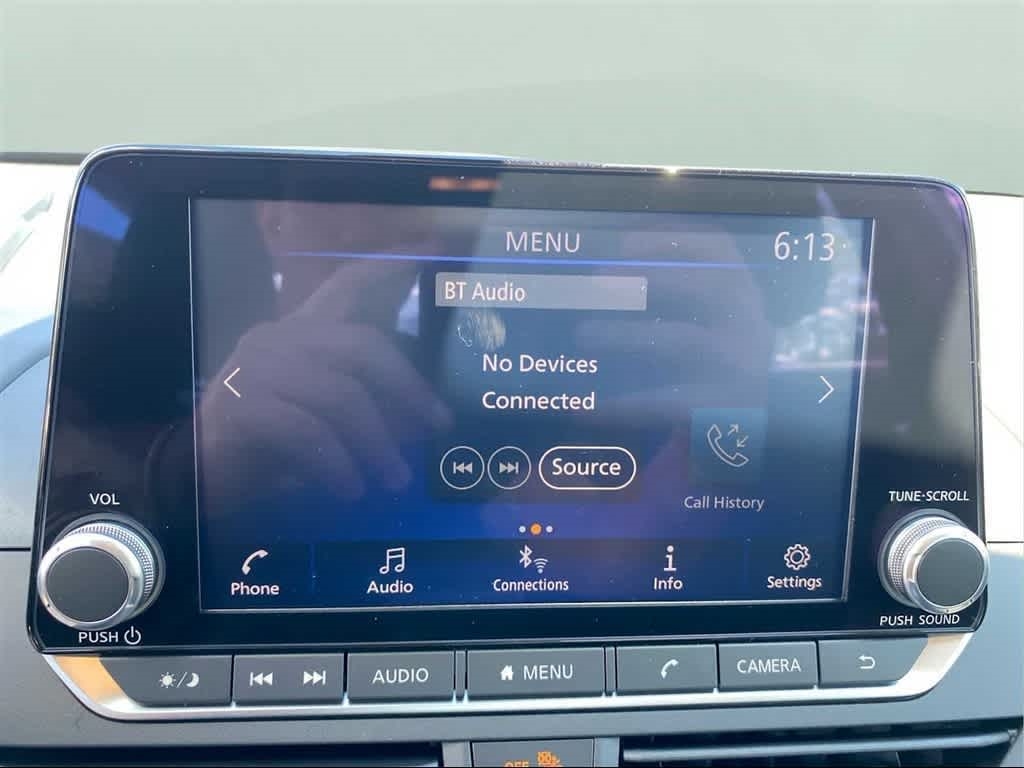 MENU
6:13
BT Audio
No Devices
Connected
Source
Call History
Phone
Audio
Connections
Info
Settings
VOL
PUSH
TUNE·SCROLL
PUSH SOUND
AUDIO
MENU
CAMERA
OFF